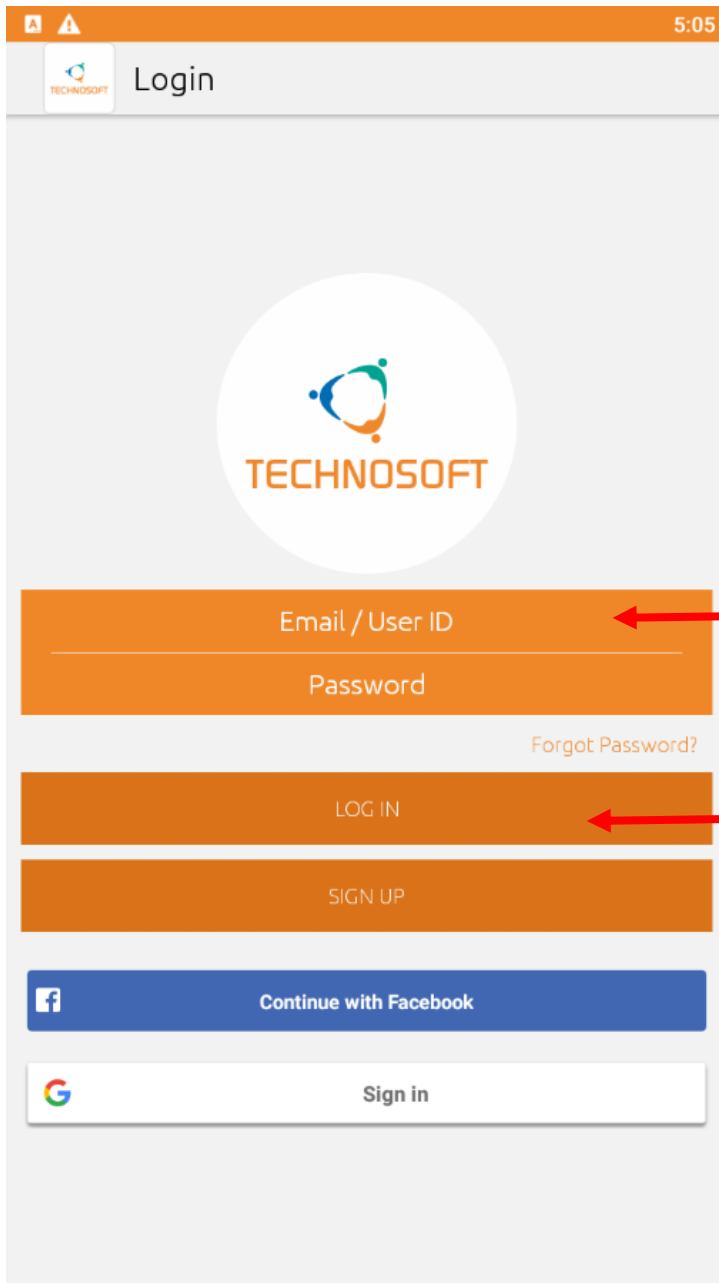 5:05
TECHNOSOFT
Login
TECHNOSOFT
Email / User ID
Password
Forgot Password?
LOG IN
SIGN UP
Continue with Facebook
Sign in